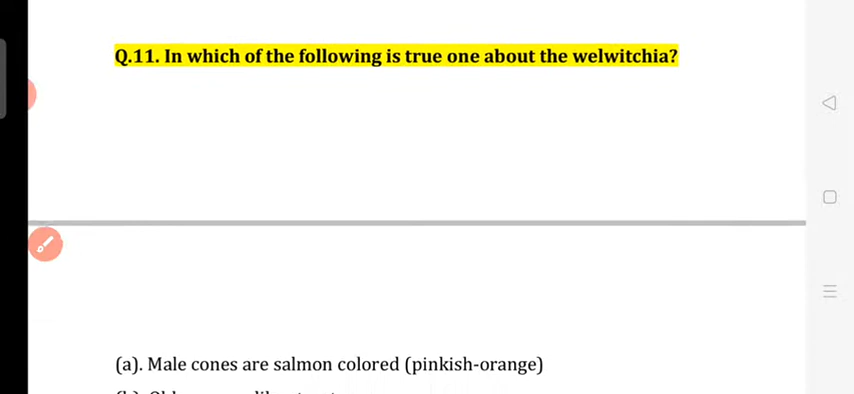 Q.11. In which of the following is true one about the welwitchia?
(a). Male cones are salmon colored (pinkish-orange)